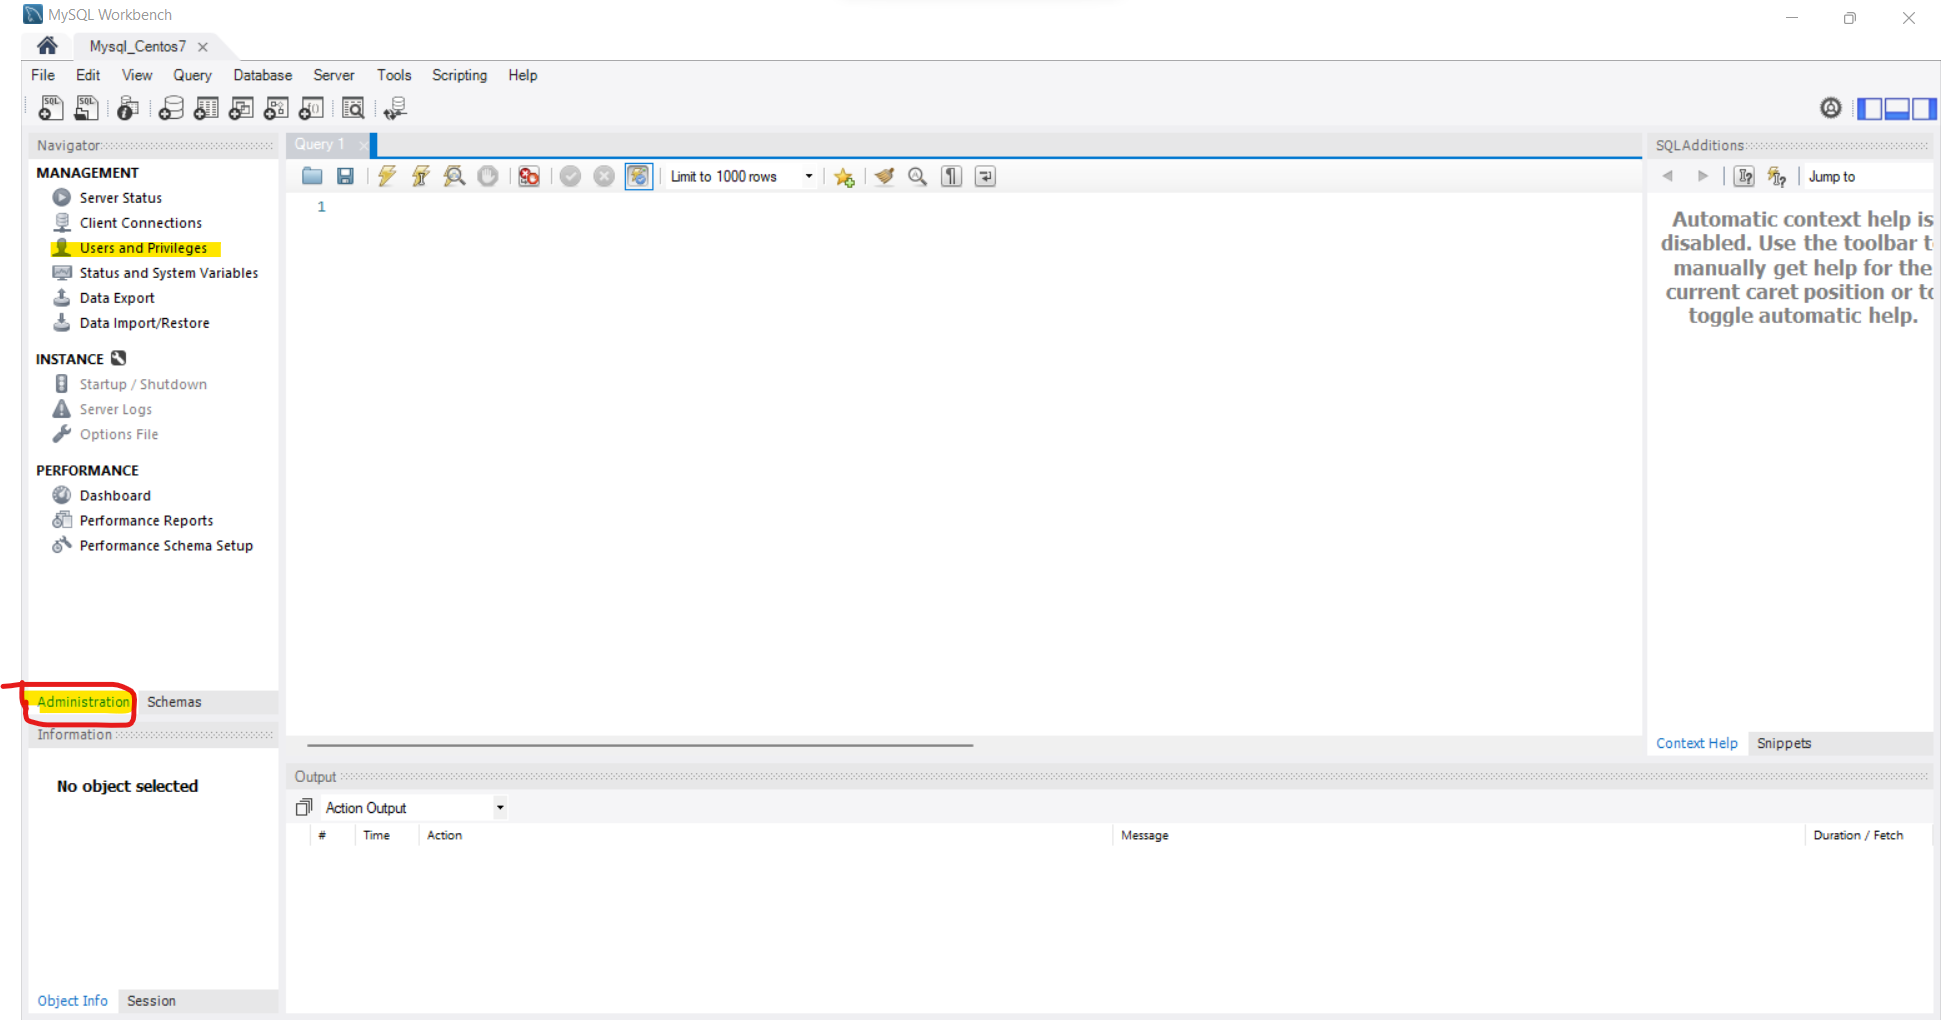 MySQL Workbench
Mysql_Centos7
File Edit View Query Database Server Tools Scripting Help
Navigator
MANAGEMENT
Server Status
Client Connections
Users and Privileges
Status and System Variables
Data Export
Data Import/Restore
INSTANCE
Startup / Shutdown
Server Logs
Options File
PERFORMANCE
Dashboard
Performance Reports
Performance Schema Setup
Administration Schemas
Information
No object selected
Object Info Session
Query 1
Limit to 1000 rows
1
SQLAdditions
Jump to
Automatic context help is
disabled. Use the toolbar t
manually get help for the
current caret position or to
toggle automatic help.
Context Help Snippets
Output
Action Output
# Time Action Message Duration / Fetch